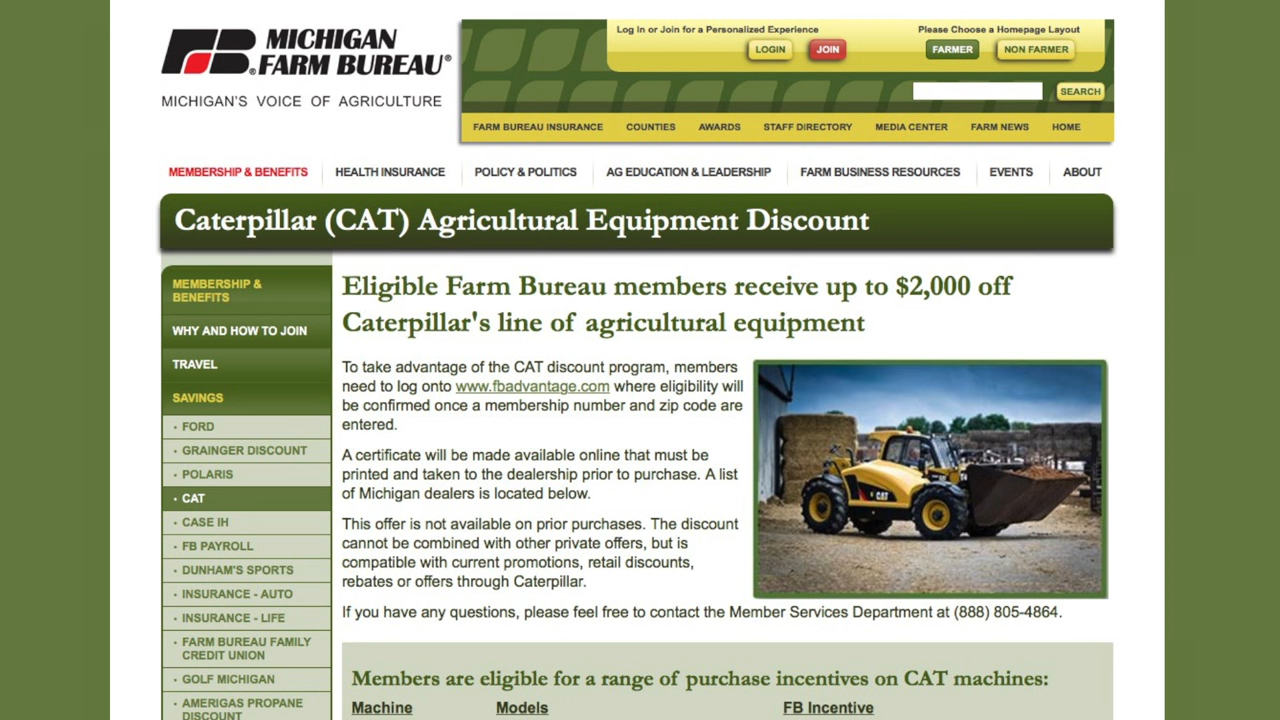 MICHIGAN
FARM BUREAU®
MICHIGAN'S VOICE OF AGRICULTURE
Log In or Join for a Personalized Experience
LOGIN
JOIN
Please Choose a Homepage Layout
FARMER
NON FARMER
SEARCH
FARM BUREAU INSURANCE COUNTIES AWARDS STAFF DIRECTORY MEDIA CENTER FARM NEWS HOME
MEMBERSHIP & BENEFITS HEALTH INSURANCE POLICY & POLITICS AG EDUCATION & LEADERSHIP FARM BUSINESS RESOURCES EVENTS ABOUT
Caterpillar (CAT) Agricultural Equipment Discount
MEMBERSHIP &
BENEFITS
WHY AND HOW TO JOIN
TRAVEL
SAVINGS
· FORD
· GRAINGER DISCOUNT
· POLARIS
· CAT
· CASE IH
· FB PAYROLL
· DUNHAM'S SPORTS
· INSURANCE - AUTO
· INSURANCE - LIFE
· FARM BUREAU FAMILY
CREDIT UNION
· GOLF MICHIGAN
· AMERIGAS PROPANE
DISCOUNT
Eligible Farm Bureau members receive up to $2,000 off
Caterpillar's line of agricultural equipment
To take advantage of the CAT discount program, members
need to log onto www.fbadvantage.com where eligibility will
be confirmed once a membership number and zip code are
entered.
A certificate will be made available online that must be
printed and taken to the dealership prior to purchase. A list
of Michigan dealers is located below.
This offer is not available on prior purchases. The discount
cannot be combined with other private offers, but is
compatible with current promotions, retail discounts,
rebates or offers through Caterpillar.
CAT
If you have any questions, please feel free to contact the Member Services Department at (888) 805-4864.
Members are eligible for a range of purchase incentives on CAT machines:
Machine Models FB Incentive